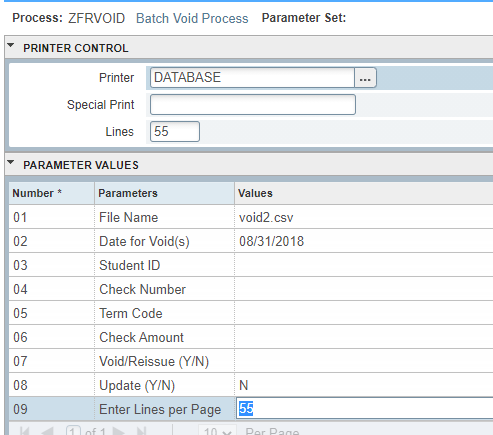 Process: ZFRVOID Batch Void Process Parameter Set:
PRINTER CONTROL
Printer DATABASE ...
Special Print
Lines 55
PARAMETER VALUES
Number * Parameters Values
01 File Name void2.csv
02 Date for Void(s) 08/31/2018
03 Student ID
04 Check Number
05 Term Code
06 Check Amount
07 Void/Reissue (Y/N)
08 Update (Y/N) N
09 Enter Lines per Page 55
1 of 1 10 Per Page